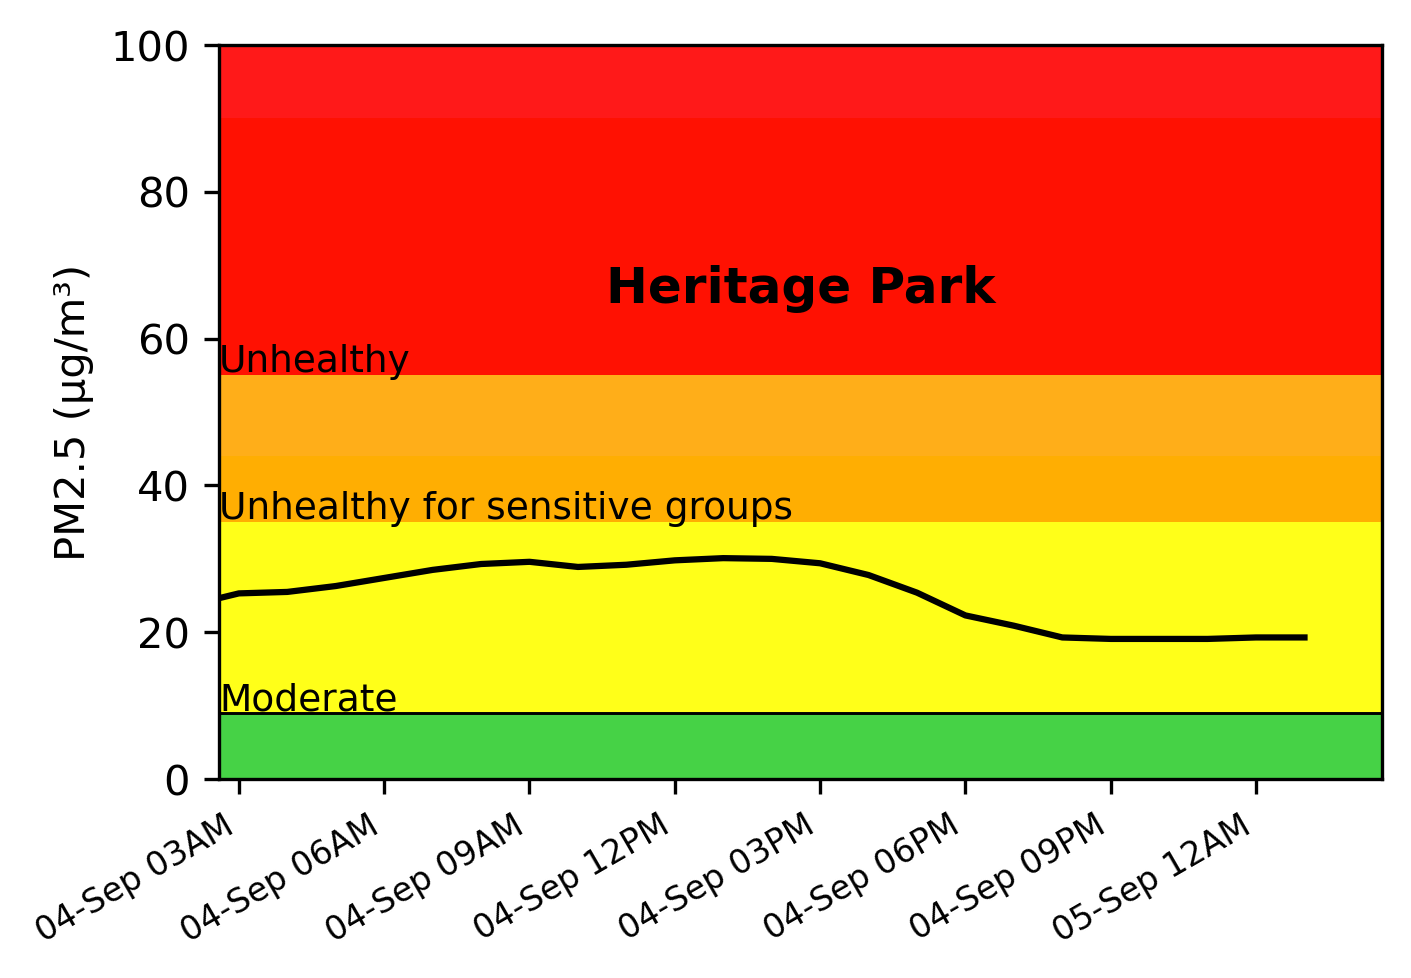 100
80
60
40
20
0
PM2.5 (µg/m³)
Heritage Park
Unhealthy
Unhealthy for sensitive groups
Moderate
04-Sep 03AM
04-Sep 06AM
04-Sep 09AM
04-Sep 12PM
04-Sep 03PM
04-Sep 06PM
04-Sep 09PM
05-Sep 12AM